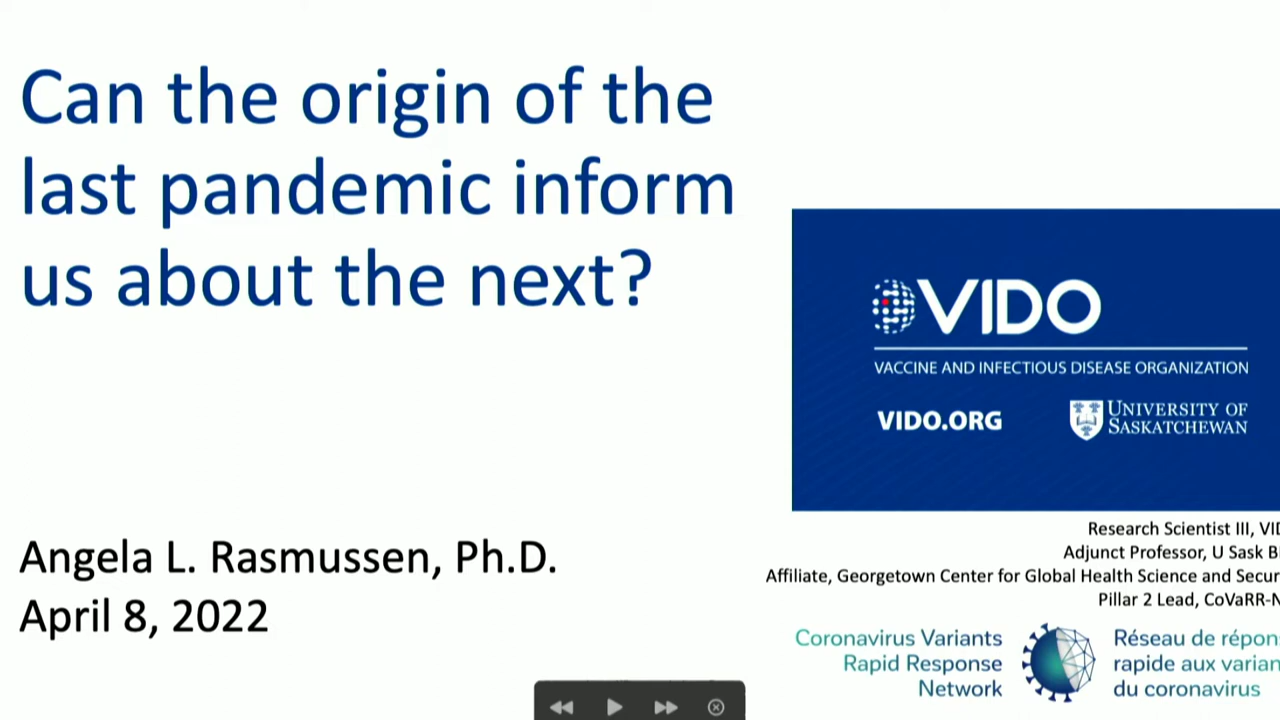 Can the origin of the
last pandemic inform
us about the next?
VIDO
VACCINE AND INFECTIOUS DISEASE ORGANIZATION
VIDO.ORG
UNIVERSITY OF
SASKATCHEWAN
Angela L. Rasmussen, Ph.D.
April 8, 2022
Research Scientist III,
Adjunct Professor, U Sask
Affiliate, Georgetown Center for Global Health Science and
Pillar 2 Lead,
Coronavirus Variants
Rapid Response
Network
Réseau de
rapide aux
du coronavirus